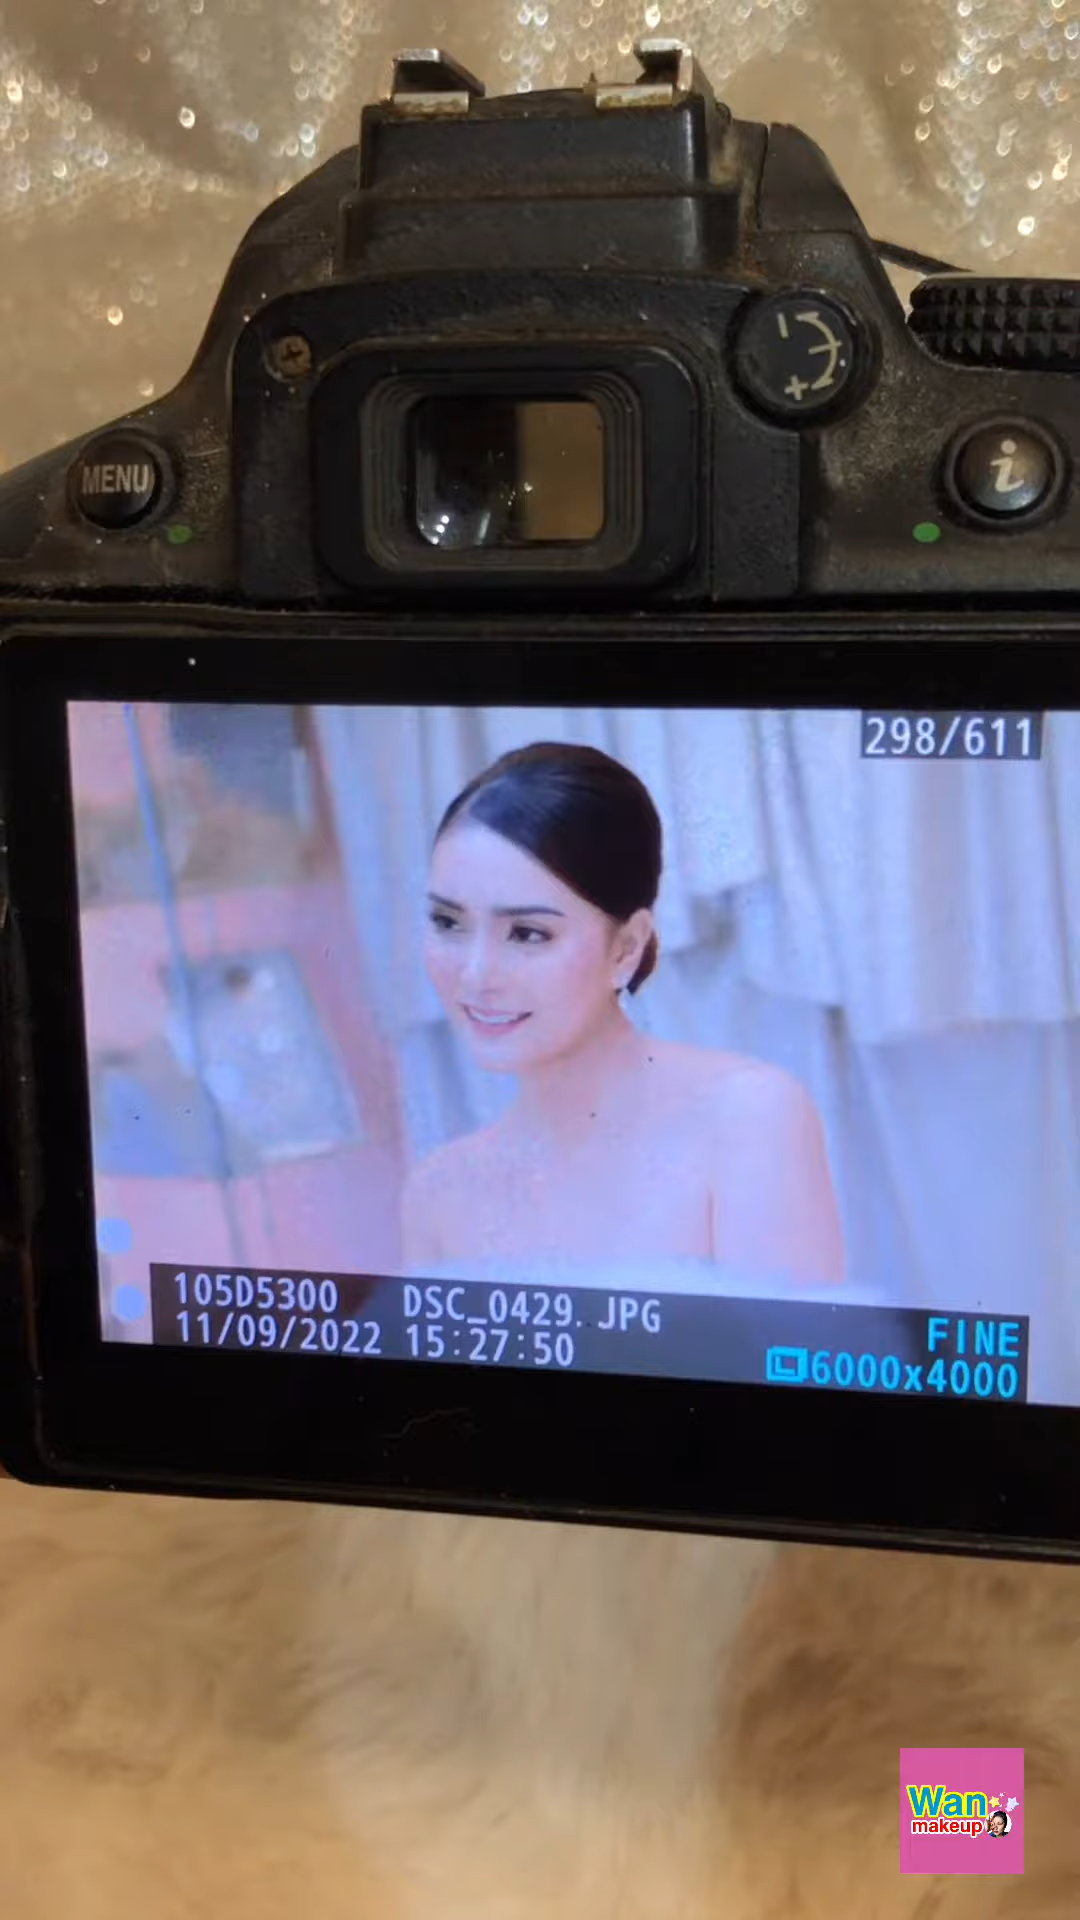 MENU
i
298/611
105D5300 DSC_0429.JPG
11/09/2022 15:27:50
FINE
L 6000x4000
Wan
makeup